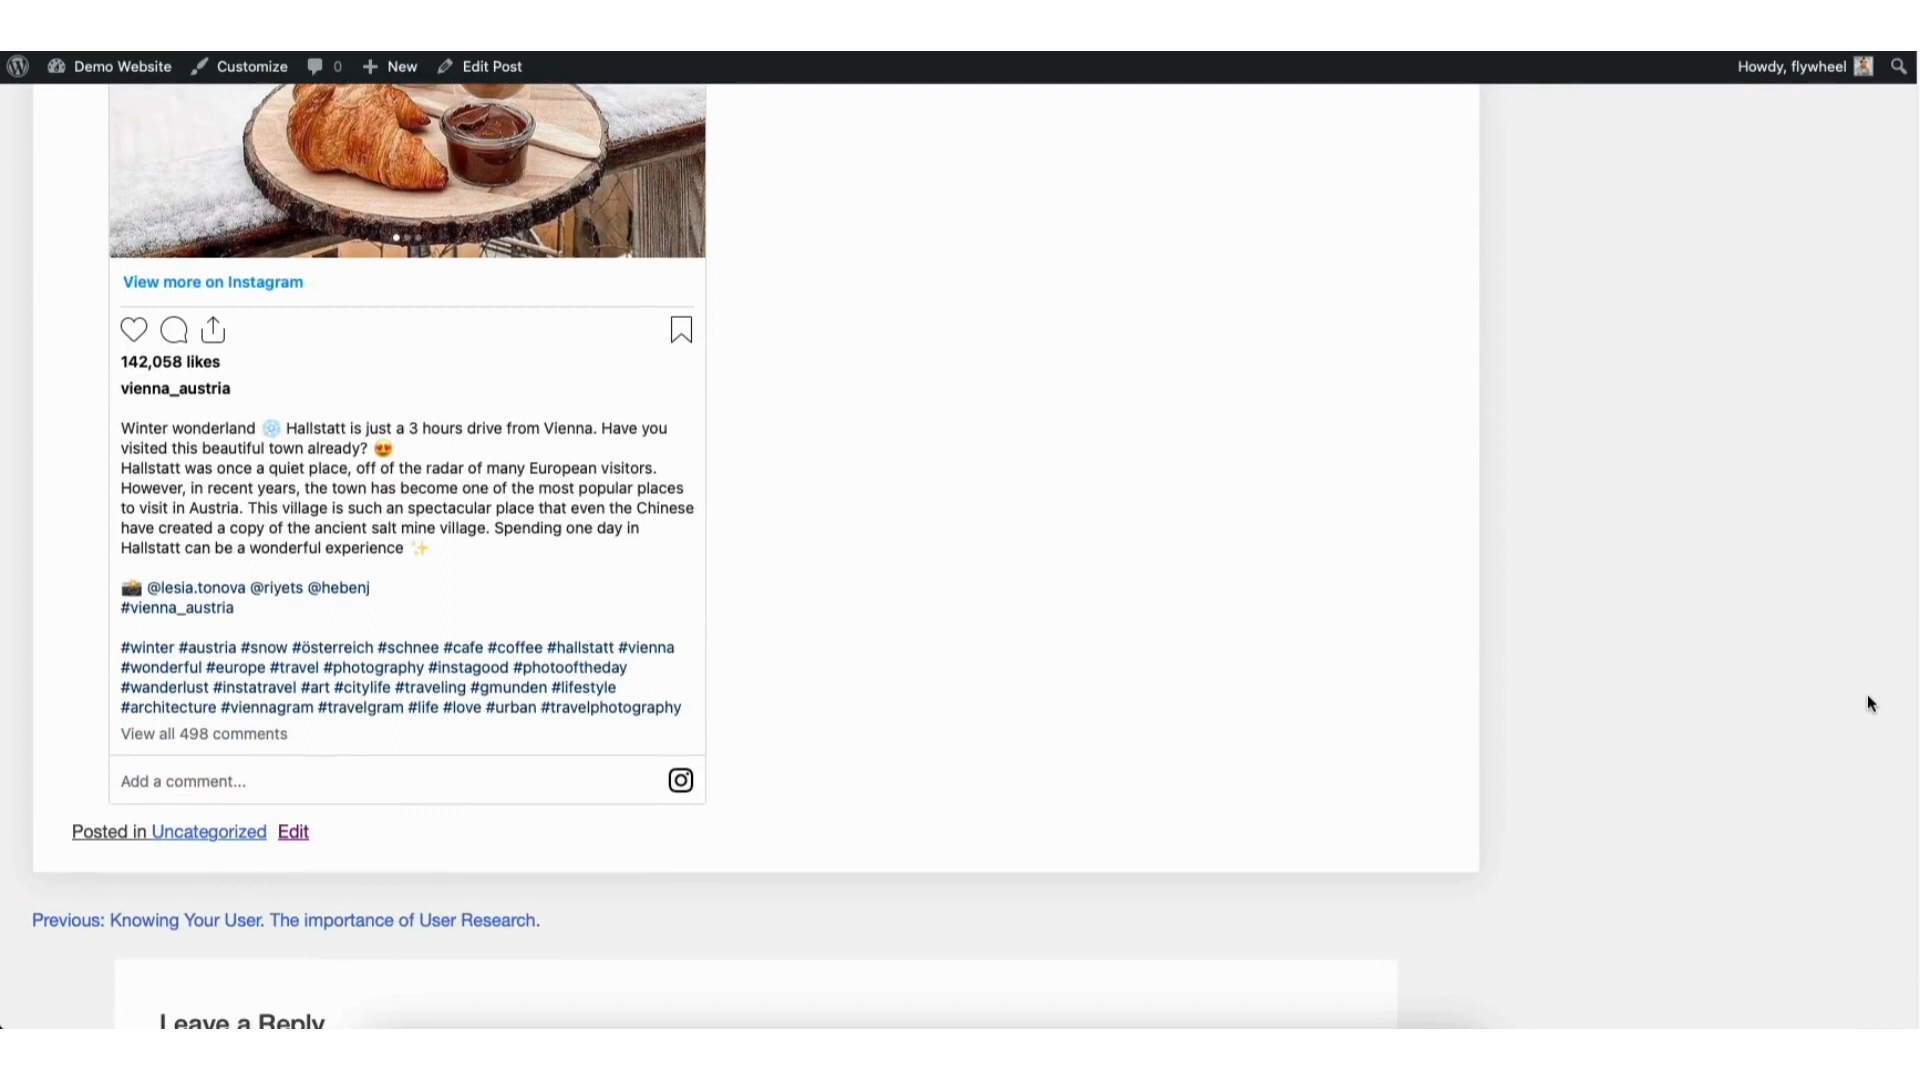 Demo Website Customize 0 New Edit Post Howdy, flywheel
View more on Instagram
142,058 likes
vienna_austria
Winter wonderland ❄️ Hallstatt is just a 3 hours drive from Vienna. Have you
visited this beautiful town already? 😍
Hallstatt was once a quiet place, off of the radar of many European visitors.
However, in recent years, the town has become one of the most popular places
to visit in Austria. This village is such an spectacular place that even the Chinese
have created a copy of the ancient salt mine village. Spending one day in
Hallstatt can be a wonderful experience ✨
📸 @lesia.tonova @riyets @hebenj
#vienna_austria
#winter #austria #snow #österreich #schnee #cafe #coffee #hallstatt #vienna
#wonderful #europe #travel #photography #instagood #photooftheday
#wanderlust #instatravel #art #citylife #traveling #gmunden #lifestyle
#architecture #viennagram #travelgram #life #love #urban #travelphotography
View all 498 comments
Add a comment...
Posted in Uncategorized Edit
Previous: Knowing Your User. The importance of User Research.
Leave a Reply